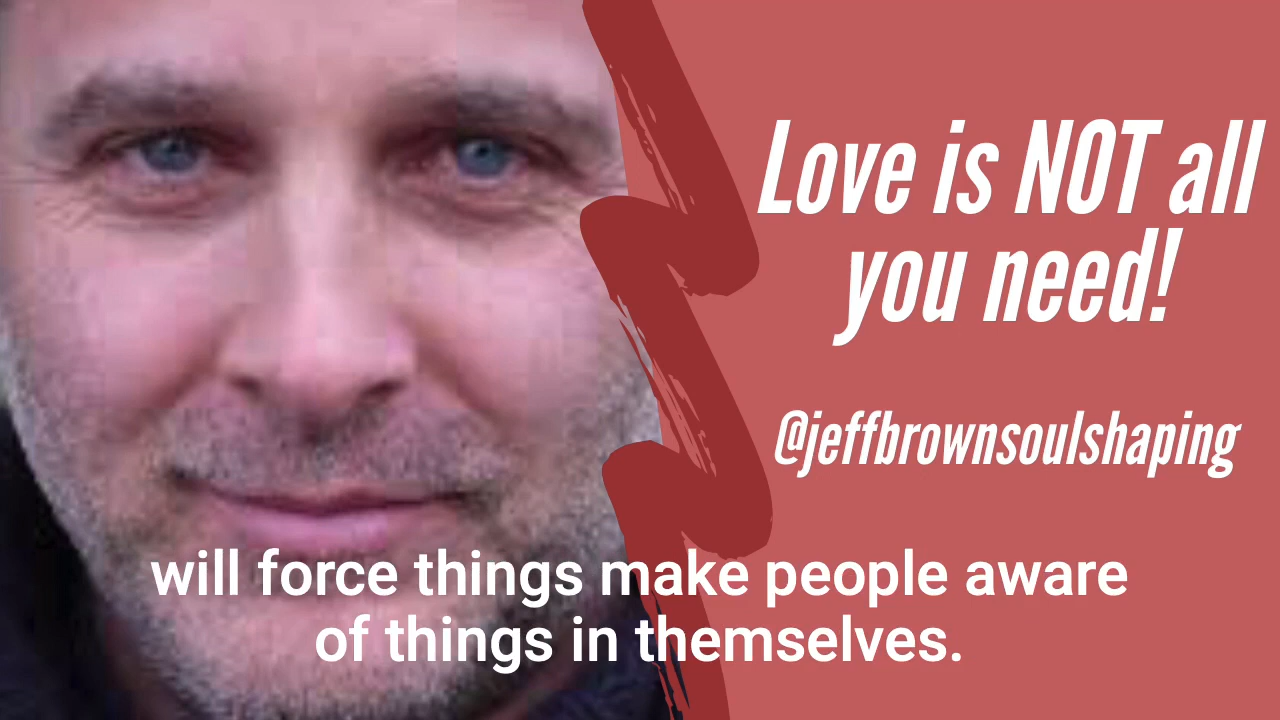 Love is NOT all
you need!
@jeffbrownsoulshaping
will force things make people aware
of things in themselves.